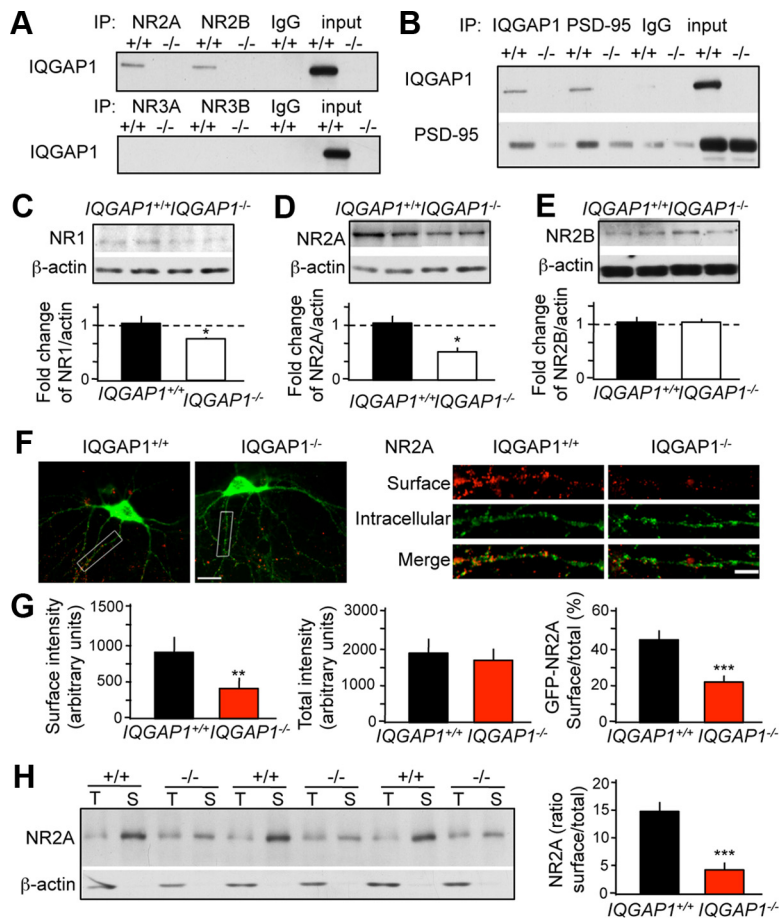 A
IP: NR2A NR2B IgG input
+/+ -/- +/+ -/- +/+ +/+ -/-
IQGAP1
IP: NR3A NR3B IgG input
+/+ -/- +/+ -/- +/+ +/+ -/-
IQGAP1
B
IP: IQGAP1 PSD-95 IgG input
+/+ -/- +/+ -/- +/+ -/- +/+ -/-
IQGAP1
PSD-95
C
IQGAP1+/+ IQGAP1-/-
NR1
β-actin
Fold change
of NR1/actin
1
0
*
IQGAP1+/+ IQGAP1-/-
D
IQGAP1+/+ IQGAP1-/-
NR2A
β-actin
Fold change
of NR2A/actin
1
0
*
IQGAP1+/+ IQGAP1-/-
E
IQGAP1+/+ IQGAP1-/-
NR2B
β-actin
Fold change
of NR2B/actin
1
0
IQGAP1+/+ IQGAP1-/-
F
IQGAP1+/+ IQGAP1-/-
NR2A IQGAP1+/+ IQGAP1-/-
Surface
Intracellular
Merge
G
Surface intensity
(arbitrary units)
1500
1000
500
0
**
IQGAP1+/+ IQGAP1-/-
Total intensity
(arbitrary units)
3000
2000
1000
0
IQGAP1+/+ IQGAP1-/-
GFP-NR2A
Surface/total (%)
60
40
20
0
***
IQGAP1+/+ IQGAP1-/-
H
+/+ -/- +/+ -/- +/+ -/-
T S T S T S T S T S T S
NR2A
β-actin
NR2A (ratio
surface/total)
20
15
10
5
0
***
IQGAP1+/+ IQGAP1-/-